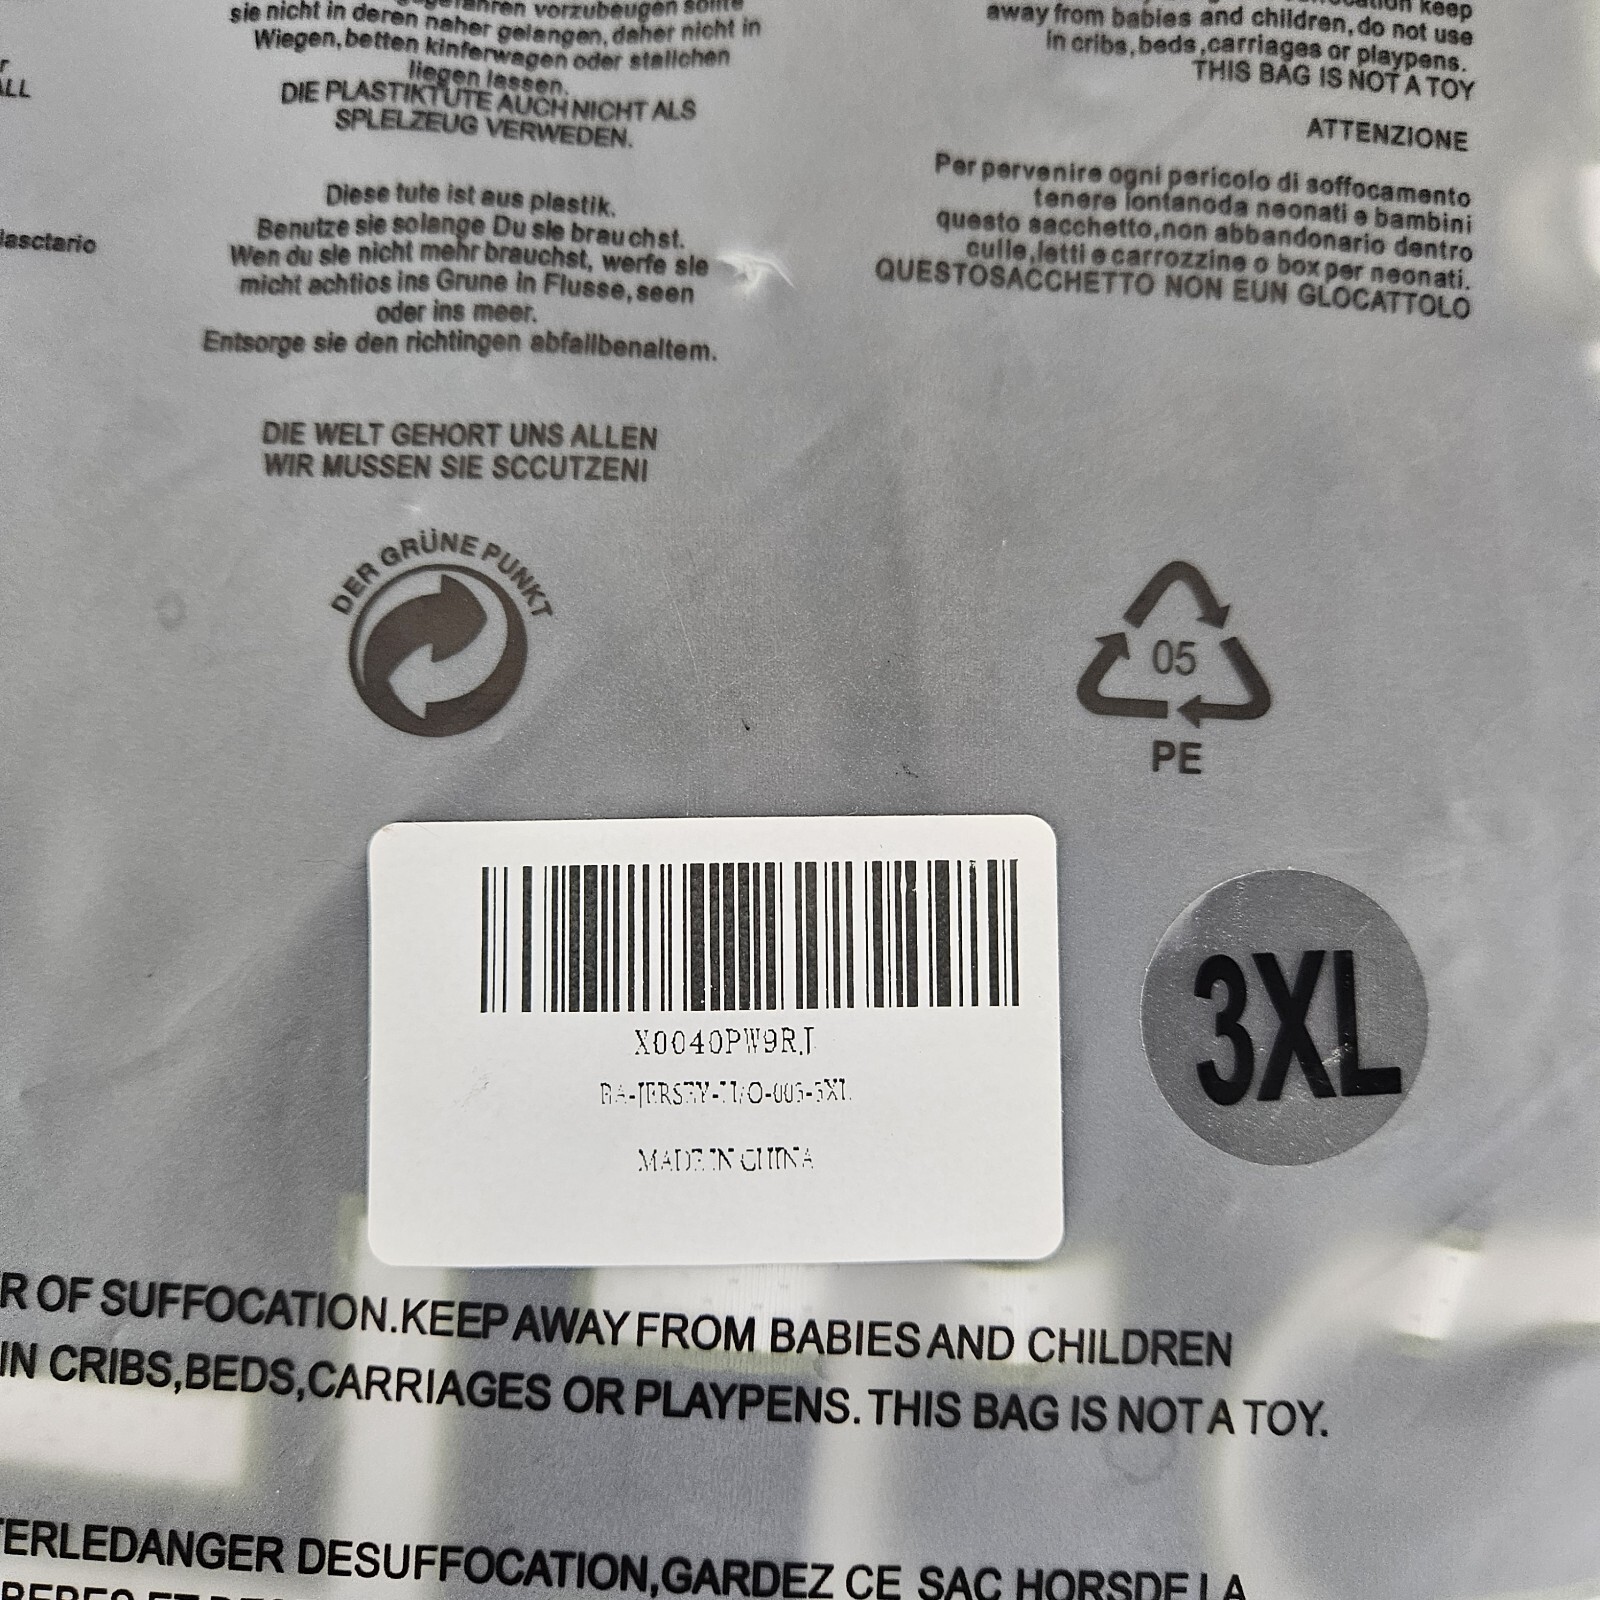 vorzubeugen sollte
sie nicht in deren naher gelangen, daher nicht in
Wiegen,betten kinferwagen oder stallchen
liegen lassen.
DIE PLASTIKTUTE AUCH NICHT ALS
SPLELZEUG VERWEDEN.
Diese tute ist aus plastik.
Benutze sie solange Du sie brauchst.
Wen du sie nicht mehr brauchst, werfe sie
micht achtios ins Grune in Flusse,seen
oder ins meer.
Entsorge sie den richtingen abfallbenaltem.
DIE WELT GEHORT UNS ALLEN
WIR MUSSEN SIE SCCUTZENI
DER GRÜNE PUNKT
keep
away from babies and children,do not use
in cribs,beds,carriages or playpens.
THIS BAG IS NOT A TOY
ATTENZIONE
Per pervenire ogni pericolo di soffocamento
tenere lontanoda neonati e bambini
questo sacchetto,non abbandonario dentro
culle,letti e carrozzine o box per neonati.
QUESTOSACCHETTO NON EUN GLOCATTOLO
05
PE
X0040PW9RJ
MADE IN CHINA
3XL
OF SUFFOCATION.KEEP AWAY FROM BABIES AND CHILDREN
IN CRIBS,BEDS,CARRIAGES OR PLAYPENS. THIS BAG IS NOT A TOY.
DESUFFOCATION,GARDEZ CE SAC HORSDE LA